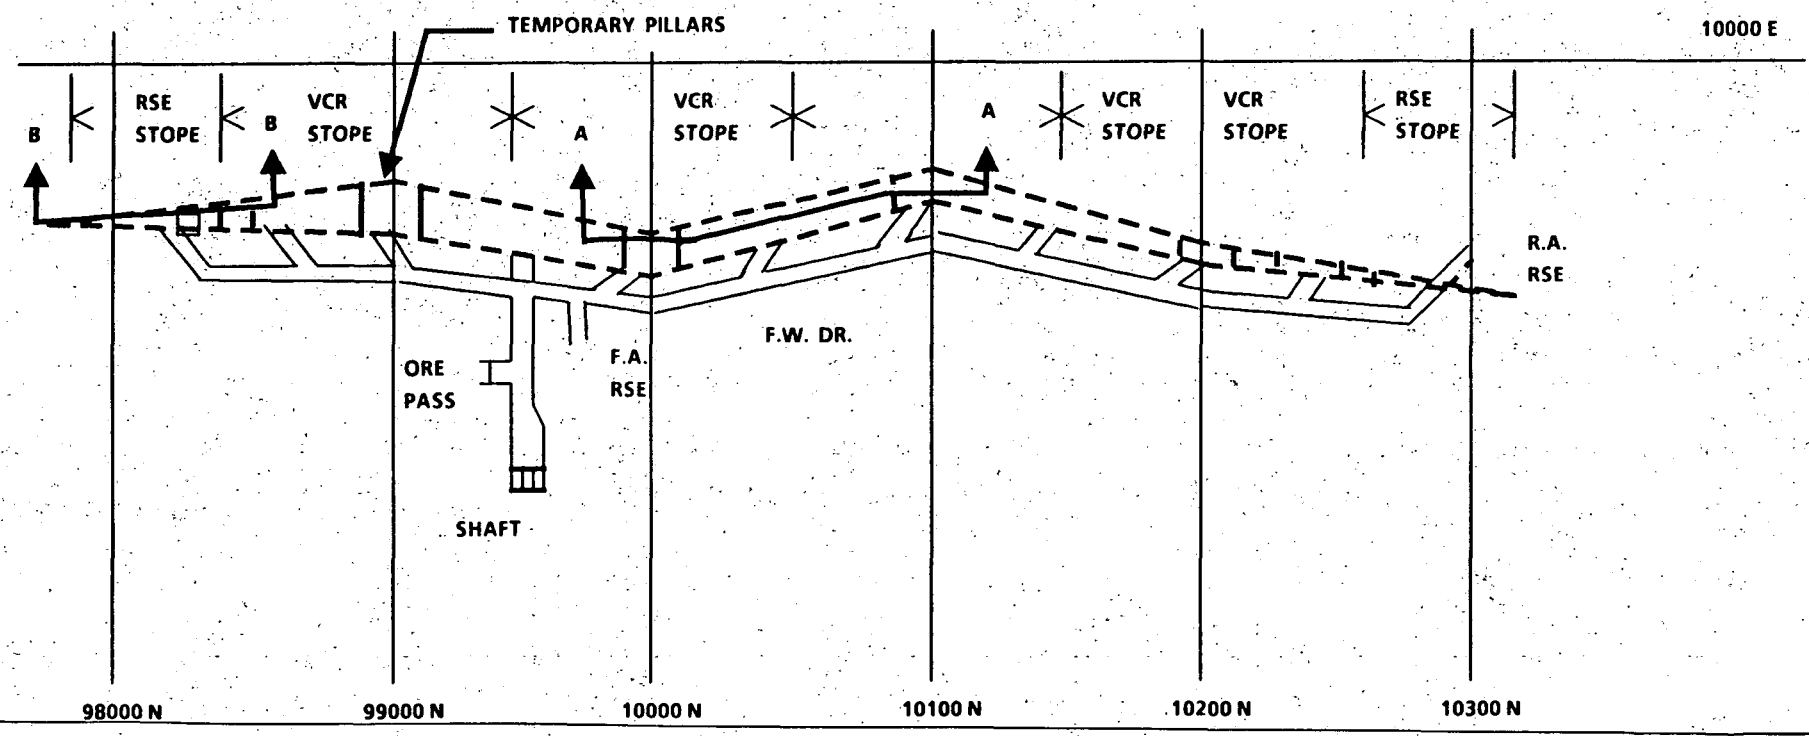 TEMPORARY PILLARS
10000 E
RSE
STOPE
VCR
STOPE
VCR
STOPE
VCR
STOPE
VCR
STOPE
RSE
STOPE
B
B
A
A
R.A.
RSE
F.W. DR.
F.A.
RSE
ORE
PASS
SHAFT
98000 N
99000 N
10000 N
10100 N
10200 N
10300 N